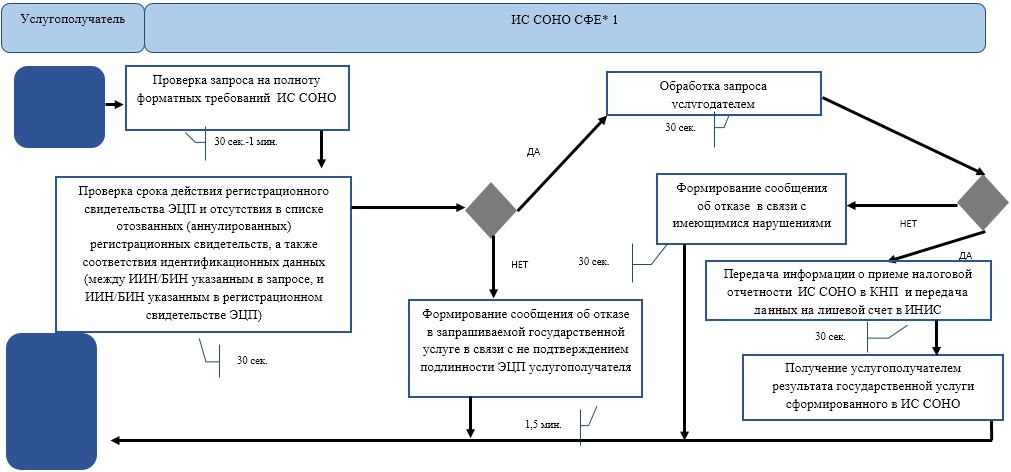 Услугополучатель
ИС СОНО СФЕ* 1
Проверка запроса на полноту
форматных требований ИС СОНО
30 сек.-1 мин.
Проверка срока действия регистрационного
свидетельства ЭЦП и отсутствия в списке
отозванных (аннулированных)
регистрационных свидетельств, а также
соответствия идентификационных данных
(между ИИН/БИН указанным в запросе, и
ИИН/БИН указанным в регистрационном
свидетельстве ЭЦП)
30 сек.
ДА
НЕТ
Формирование сообщения об отказе
в запрашиваемой государственной
услуге в связи с не подтверждением
подлинности ЭЦП услугополучателя
1,5 мин.
Обработка запроса
услугодателем
30 сек.
НЕТ
Формирование сообщения
об отказе в связи с
имеющимися нарушениями
30 сек.
ДА
Передача информации о приеме налоговой
отчетности ИС СОНО в КНП и передача
данных на лицевой счет в ИНИС
30 сек.
Получение услугополучателем
результата государственной услуги
сформированного в ИС СОНО